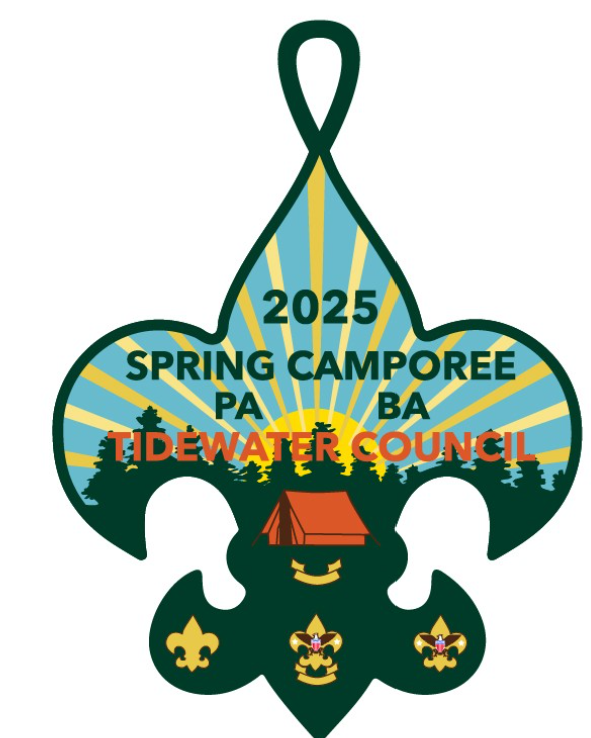 2025
SPRING CAMPOREE
PA BA
TIDEWATER COUNCIL